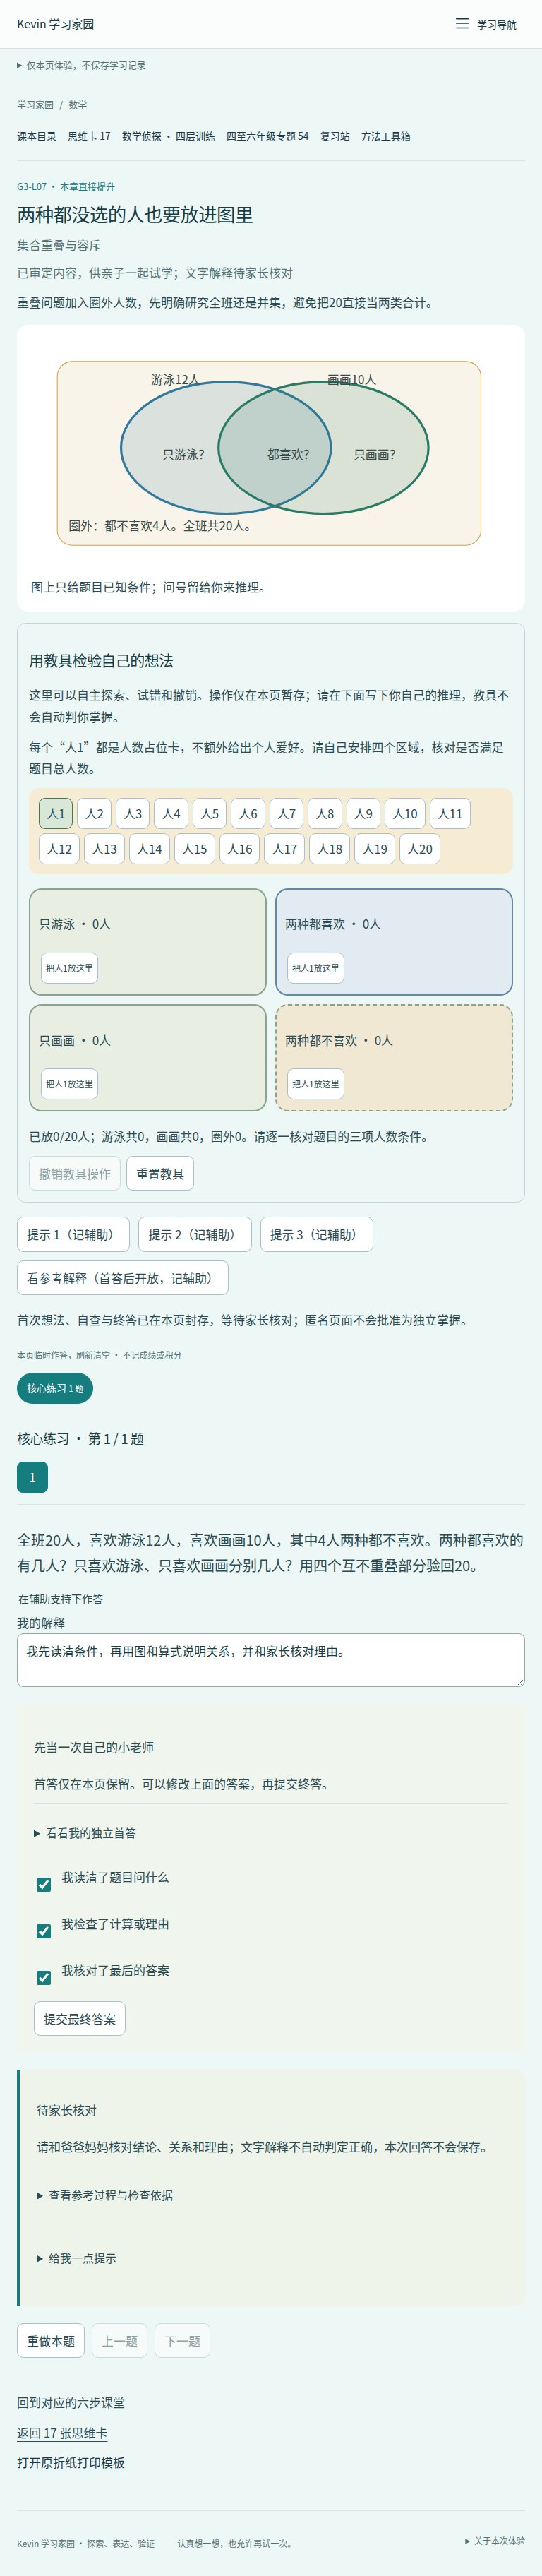 Kevin 学习家园
学习导航
仅本页体验，不保存学习记录
学习家园 / 数学
课本目录 思维卡 17 数学侦探 · 四层训练 四至六年级专题 54 复习站 方法工具箱
G3-L07 · 本章直接提升
两种都没选的人也要放进图里
集合重叠与容斥
已审定内容，供亲子一起试学；文字解释待家长核对
重叠问题加入圈外人数，先明确研究全班还是并集，避免把20直接当两类合计。
游泳12人 画画10人
只游泳？ 都喜欢？ 只画画？
圈外：都不喜欢4人。全班共20人。
图上只给题目已知条件；问号留给你来推理。
用教具检验自己的想法
这里可以自主探索、试错和撤销。操作仅在本页暂存；请在下面写下你自己的推理，教具不
会自动判你掌握。
每个“人1”都是人数占位卡，不额外给出个人爱好。请自己安排四个区域，核对是否满足
题目总人数。
人1 人2 人3 人4 人5 人6 人7 人8 人9 人10 人11
人12 人13 人14 人15 人16 人17 人18 人19 人20
只游泳 · 0人
把人1放这里
两种都喜欢 · 0人
把人1放这里
只画画 · 0人
把人1放这里
两种都不喜欢 · 0人
把人1放这里
已放0/20人；游泳共0，画画共0，圈外0。请逐一核对题目的三项人数条件。
撤销教具操作 重置教具
提示 1（记辅助） 提示 2（记辅助） 提示 3（记辅助）
看参考解释（首答后开放，记辅助）
首次想法、自查与终答已在本页封存，等待家长核对；匿名页面不会批准为独立掌握。
本页临时作答，刷新清空 · 不记成绩或积分
核心练习 1 题
核心练习 · 第 1 / 1 题
1
全班20人，喜欢游泳12人，喜欢画画10人，其中4人两种都不喜欢。两种都喜欢的
有几人？只喜欢游泳、只喜欢画画分别几人？用四个互不重叠部分验回20。
在辅助支持下作答
我的解释
我先读清条件，再用图和算式说明关系，并和家长核对理由。
先当一次自己的小老师
首答仅在本页保留。可以修改上面的答案，再提交终答。
看看我的独立首答
我读清了题目问什么
我检查了计算或理由
我核对了最后的答案
提交最终答案
待家长核对
请和爸爸妈妈核对结论、关系和理由；文字解释不自动判定正确，本次回答不会保存。
查看参考过程与检查依据
给我一点提示
重做本题 上一题 下一题
回到对应的六步课堂
返回 17 张思维卡
打开原折纸打印模板
Kevin 学习家园 · 探索、表达、验证 认真想一想，也允许再试一次。
关于本次体验